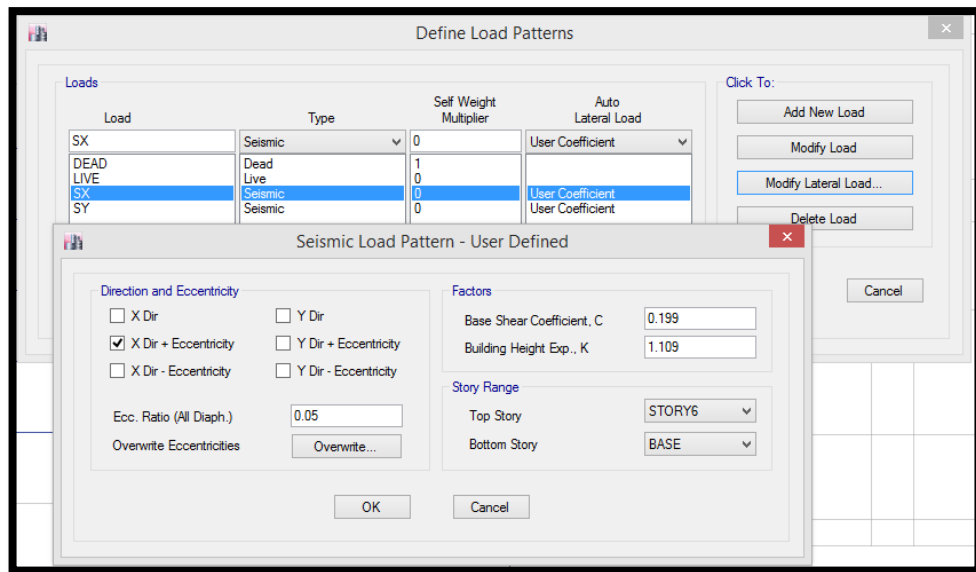 Define Load Patterns
Loads
Click To:
Load Type Self Weight Multiplier Auto Lateral Load
SX Seismic 0 User Coefficient
DEAD Dead 1
LIVE Live 0
SX Seismic 0 User Coefficient
SY Seismic 0 User Coefficient
Add New Load
Modify Load
Modify Lateral Load...
Delete Load
Cancel
Seismic Load Pattern - User Defined
Direction and Eccentricity
X Dir Y Dir
X Dir + Eccentricity Y Dir + Eccentricity
X Dir - Eccentricity Y Dir - Eccentricity
Ecc. Ratio (All Diaph.) 0.05
Overwrite Eccentricities Overwrite...
Factors
Base Shear Coefficient, C 0.199
Building Height Exp., K 1.109
Story Range
Top Story STORY6
Bottom Story BASE
OK Cancel